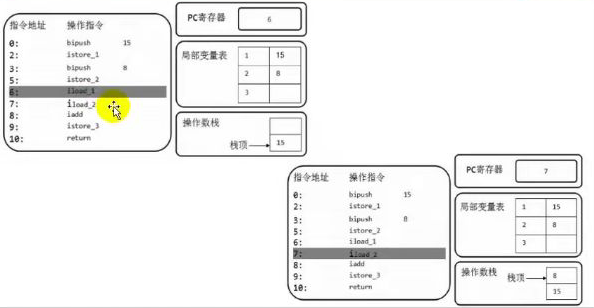 指令地址 操作指令
0: bipush 15
2: istore_1
3: bipush 8
5: istore_2
6: iload_1
7: iload_2
8: iadd
9: istore_3
10: return
PC寄存器 6
局部变量表
1 15
2 8
3
操作数栈
栈顶 15
指令地址 操作指令
0: bipush 15
2: istore_1
3: bipush 8
5: istore_2
6: iload_1
7: iload_2
8: iadd
9: istore_3
10: return
PC寄存器 7
局部变量表
1 15
2 8
3
操作数栈 栈顶 8
15